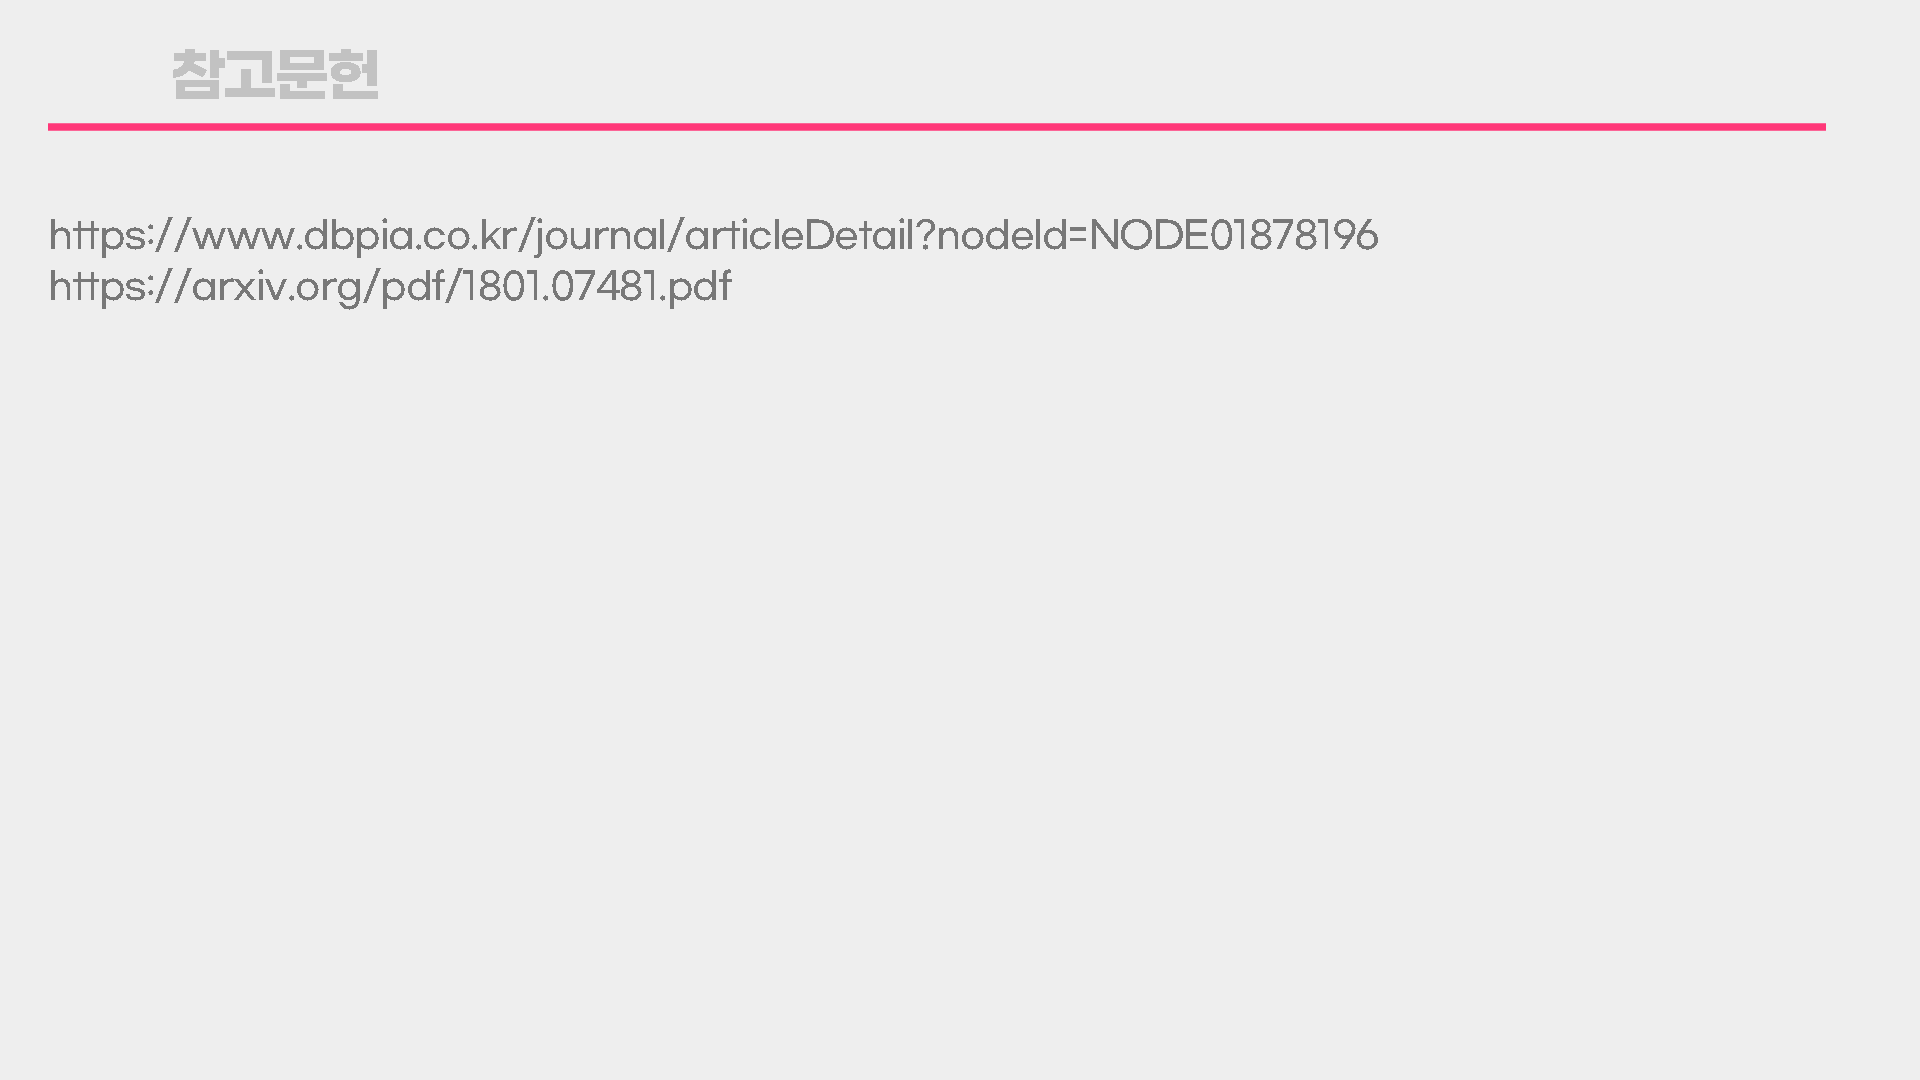 참고문헌
https://www.dbpia.co.kr/journal/articleDetail?nodeId=NODE01878196
https://arxiv.org/pdf/1801.07481.pdf